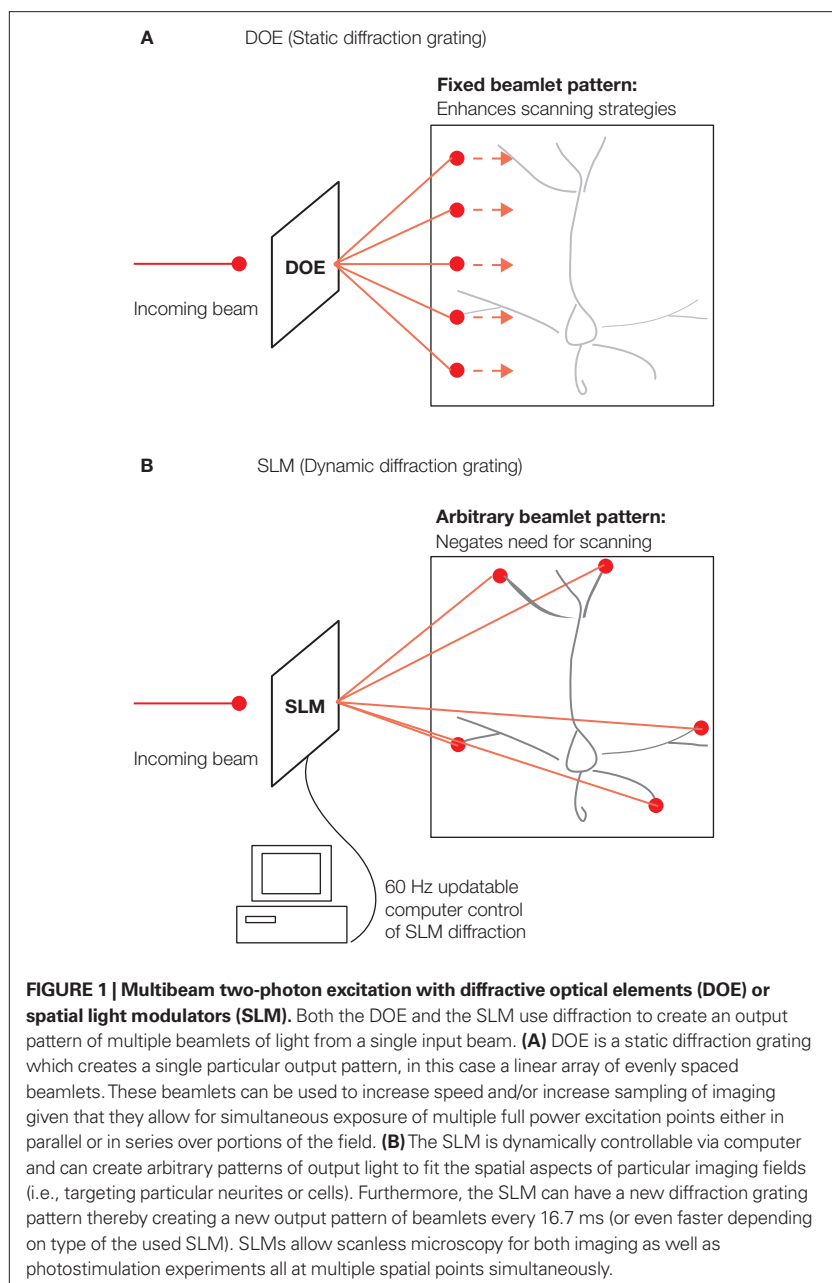 A DOE (Static diffraction grating)
Fixed beamlet pattern:
Enhances scanning strategies
DOE
Incoming beam
B SLM (Dynamic diffraction grating)
Arbitrary beamlet pattern:
Negates need for scanning
SLM
Incoming beam
60 Hz updatable
computer control
of SLM diffraction
FIGURE 1 | Multibeam two-photon excitation with diffractive optical elements (DOE) or
spatial light modulators (SLM). Both the DOE and the SLM use diffraction to create an output
pattern of multiple beamlets of light from a single input beam. (A) DOE is a static diffraction grating
which creates a single particular output pattern, in this case a linear array of evenly spaced
beamlets. These beamlets can be used to increase speed and/or increase sampling of imaging
given that they allow for simultaneous exposure of multiple full power excitation points either in
parallel or in series over portions of the field. (B) The SLM is dynamically controllable via computer
and can create arbitrary patterns of output light to fit the spatial aspects of particular imaging fields
(i.e., targeting particular neurites or cells). Furthermore, the SLM can have a new diffraction grating
pattern thereby creating a new output pattern of beamlets every 16.7 ms (or even faster depending
on type of the used SLM). SLMs allow scanless microscopy for both imaging as well as
photostimulation experiments all at multiple spatial points simultaneously.